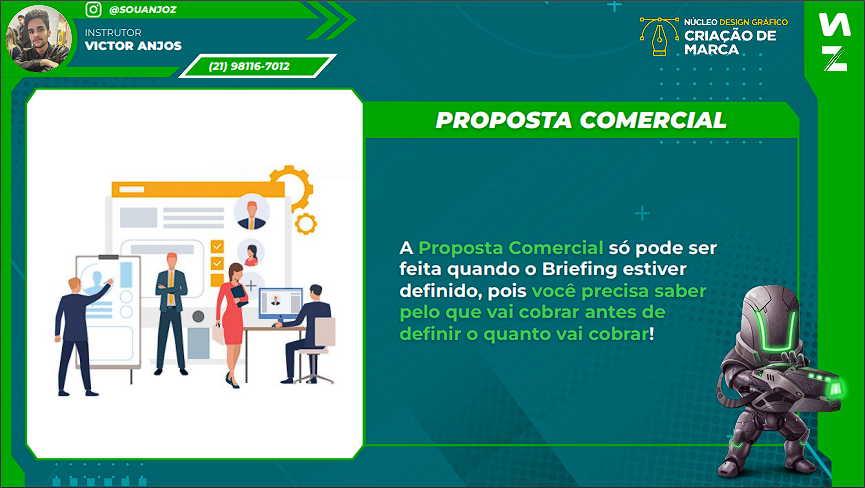 @SOUANJOZ
INSTRUTOR
VICTOR ANJOS
(21) 98116-7012
NÚCLEO DESIGN GRÁFICO
CRIAÇÃO DE
MARCA
PROPOSTA COMERCIAL
A Proposta Comercial só pode ser
feita quando o Briefing estiver
definido, pois você precisa saber
pelo que vai cobrar antes de
definir o quanto vai cobrar!